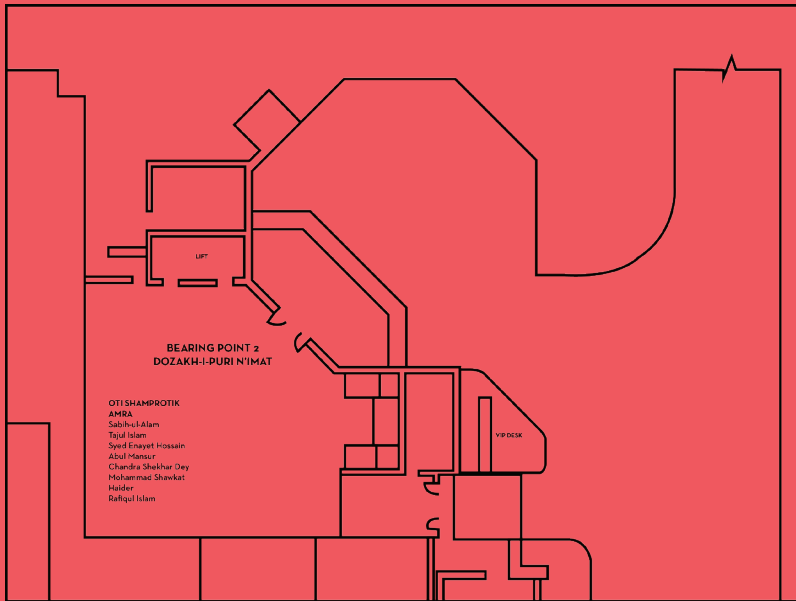 LIFT
BEARING POINT 2
DOZAKH-I-PURI N'IMAT
OTI SHAMPROTIK
AMRA
Sabih-ul-Alam
Tajul Islam
Syed Enayet Hossain
Abul Mansur
Chandra Shekhar Dey
Mohammad Shawkat
Haider
Rafiqul Islam
VIP DESK